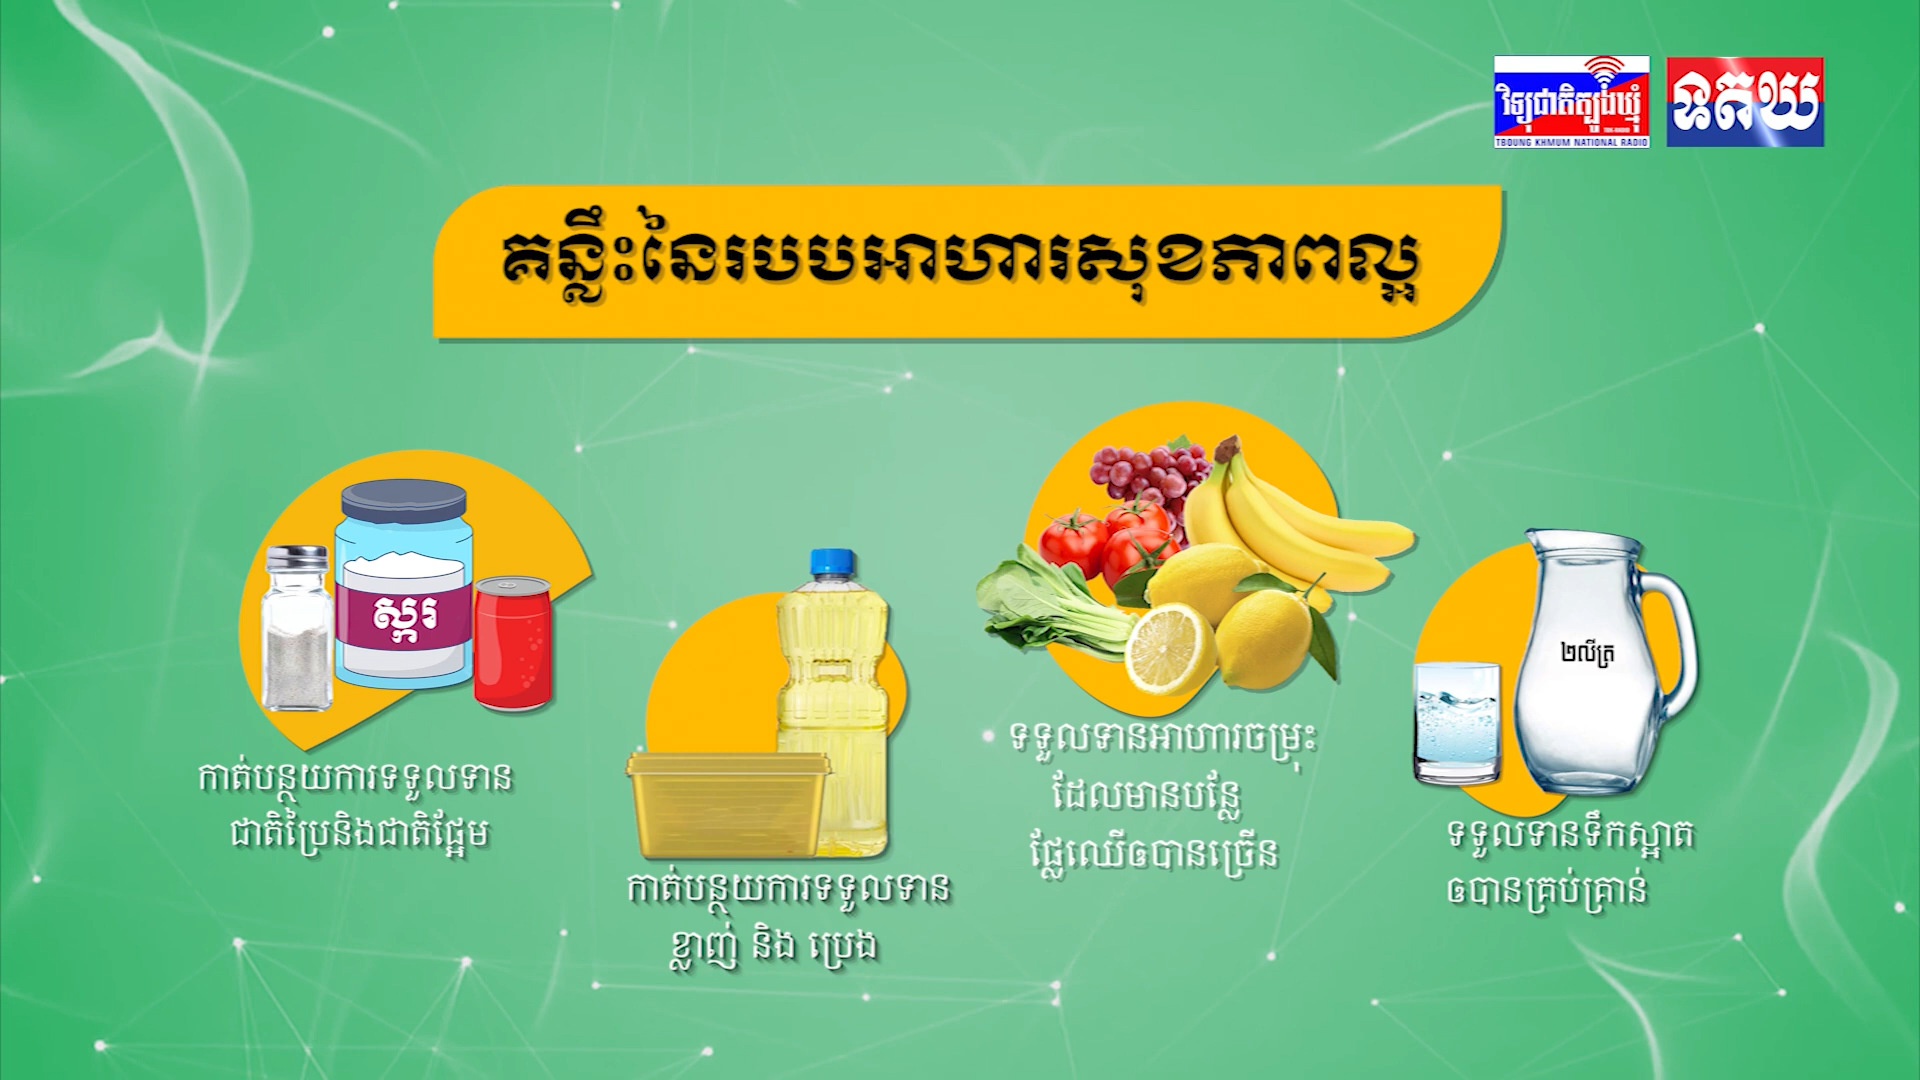 វិទ្យុជាតិត្បូងឃ្មុំ
TBOUNG KHMUM NATIONAL RADIO
ទតឃ
គន្លឹះនៃរបបអាហារសុខភាពល្អ
ស្ករ
កាត់បន្ថយការទទួលទាន
ជាតិប្រៃនិងជាតិផ្អែម
កាត់បន្ថយការទទួលទាន
ខ្លាញ់ និង ប្រេង
ទទួលទានអាហារចម្រុះ
ដែលមានបន្លែ
ផ្លែឈើឲបានច្រើន
២លីត្រ
ទទួលទានទឹកស្អាត
ឲបានគ្រប់គ្រាន់